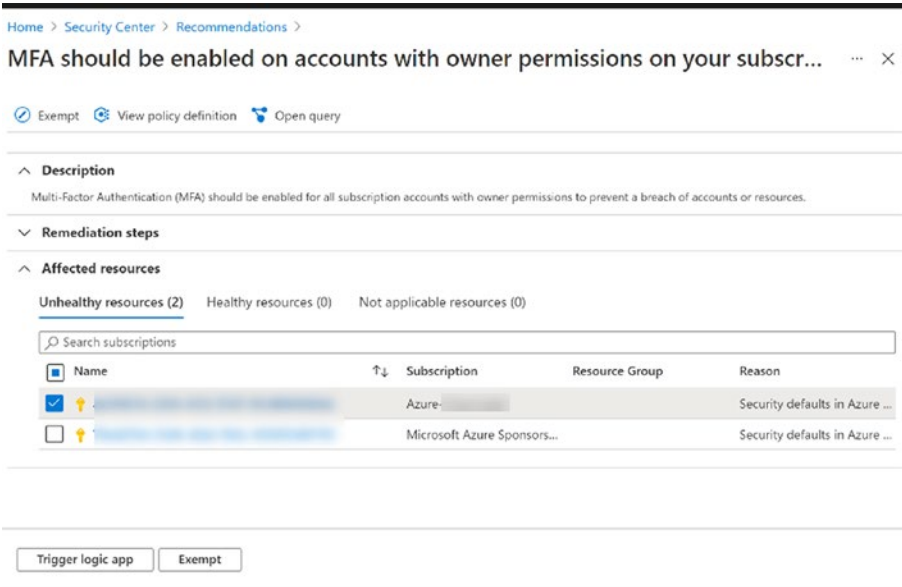 Home > Security Center > Recommendations >
MFA should be enabled on accounts with owner permissions on your subscr... ... ×
Exempt View policy definition Open query
Description
Multi-Factor Authentication (MFA) should be enabled for all subscription accounts with owner permissions to prevent a breach of accounts or resources.
Remediation steps
Affected resources
Unhealthy resources (2) Healthy resources (0) Not applicable resources (0)
Search subscriptions
Name ↑↓ Subscription Resource Group Reason
Azure- Security defaults in Azure ...
Microsoft Azure Sponsors... Security defaults in Azure ...
Trigger logic app Exempt